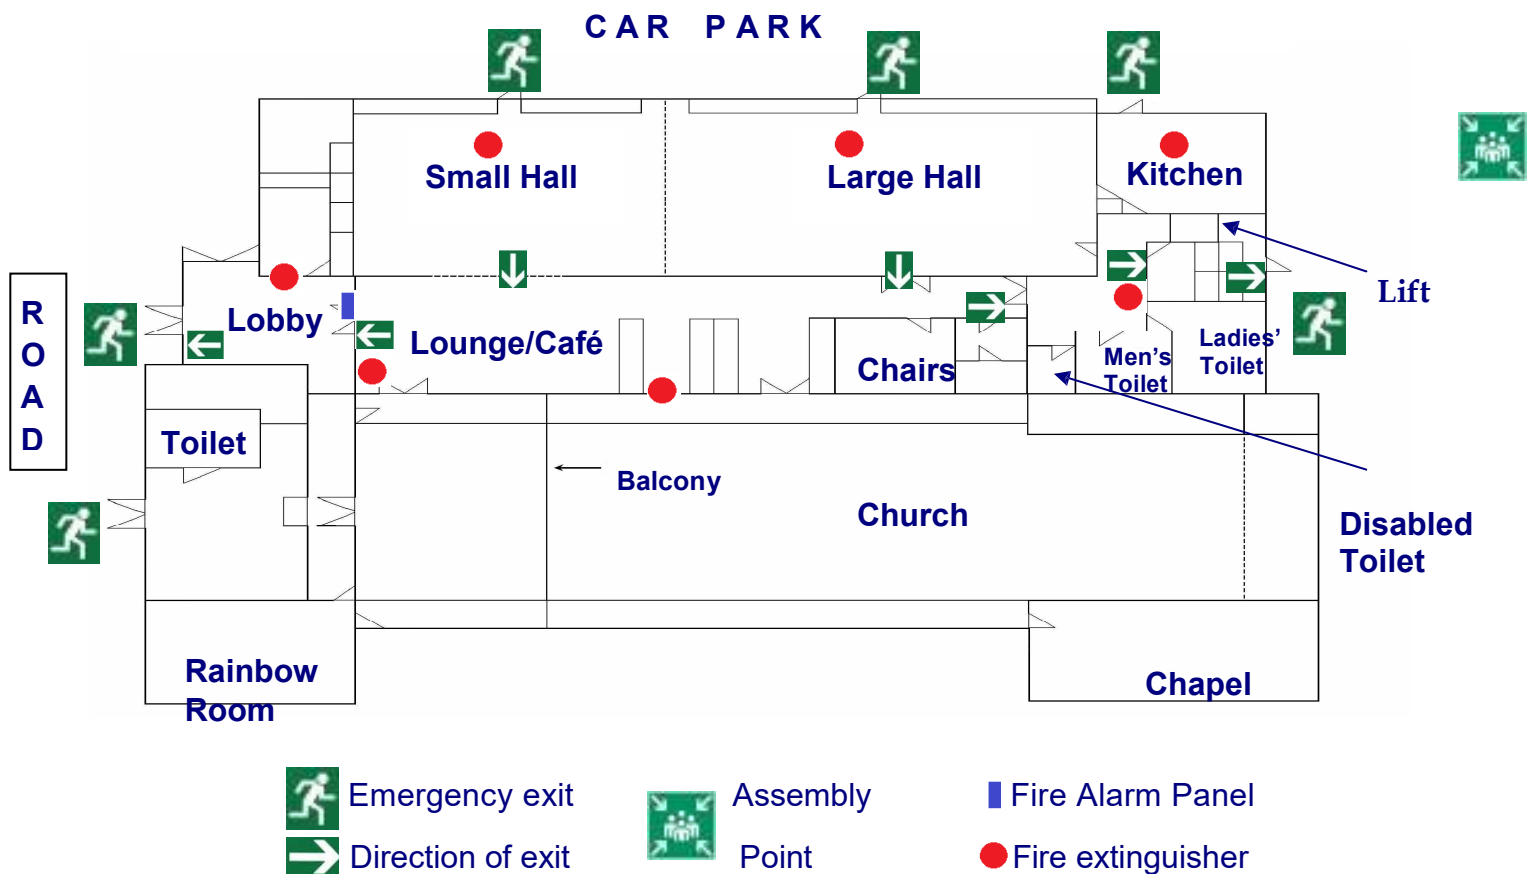 CAR PARK
Small Hall
Large Hall
Kitchen
Lift
ROAD
Lobby
Lounge/Café
Chairs
Men's
Toilet
Ladies'
Toilet
Toilet
Balcony
Church
Disabled
Toilet
Rainbow
Room
Chapel
Emergency exit
Direction of exit
Assembly
Point
Fire Alarm Panel
Fire extinguisher